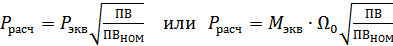 Pрасч = Pэкв √(ПВ/ПВном) или Pрасч = Mэкв · Ω0 √(ПВ/ПВном)